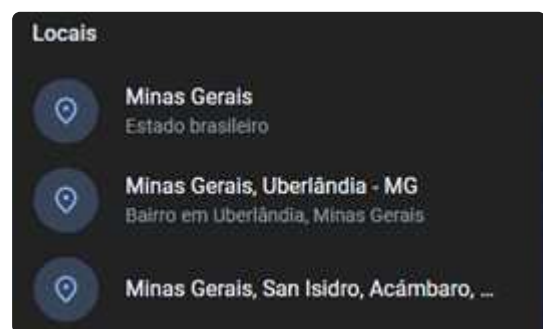 Locais
Minas Gerais
Estado brasileiro
Minas Gerais, Uberlândia - MG
Bairro em Uberlândia, Minas Gerais
Minas Gerais, San Isidro, Acámbaro, ...